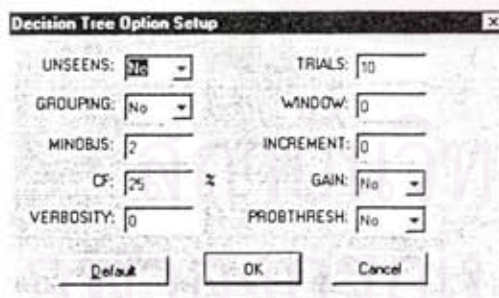 Decision Tree Option Setup
UNSEENS: No TRIALS: 10
GROUPING: No WINDOW: 0
MINOBJS: 2 INCREMENT: 0
CF: 25 % GAIN: No
VERBOSITY: 0 PROBTHRESH: No
Default OK Cancel